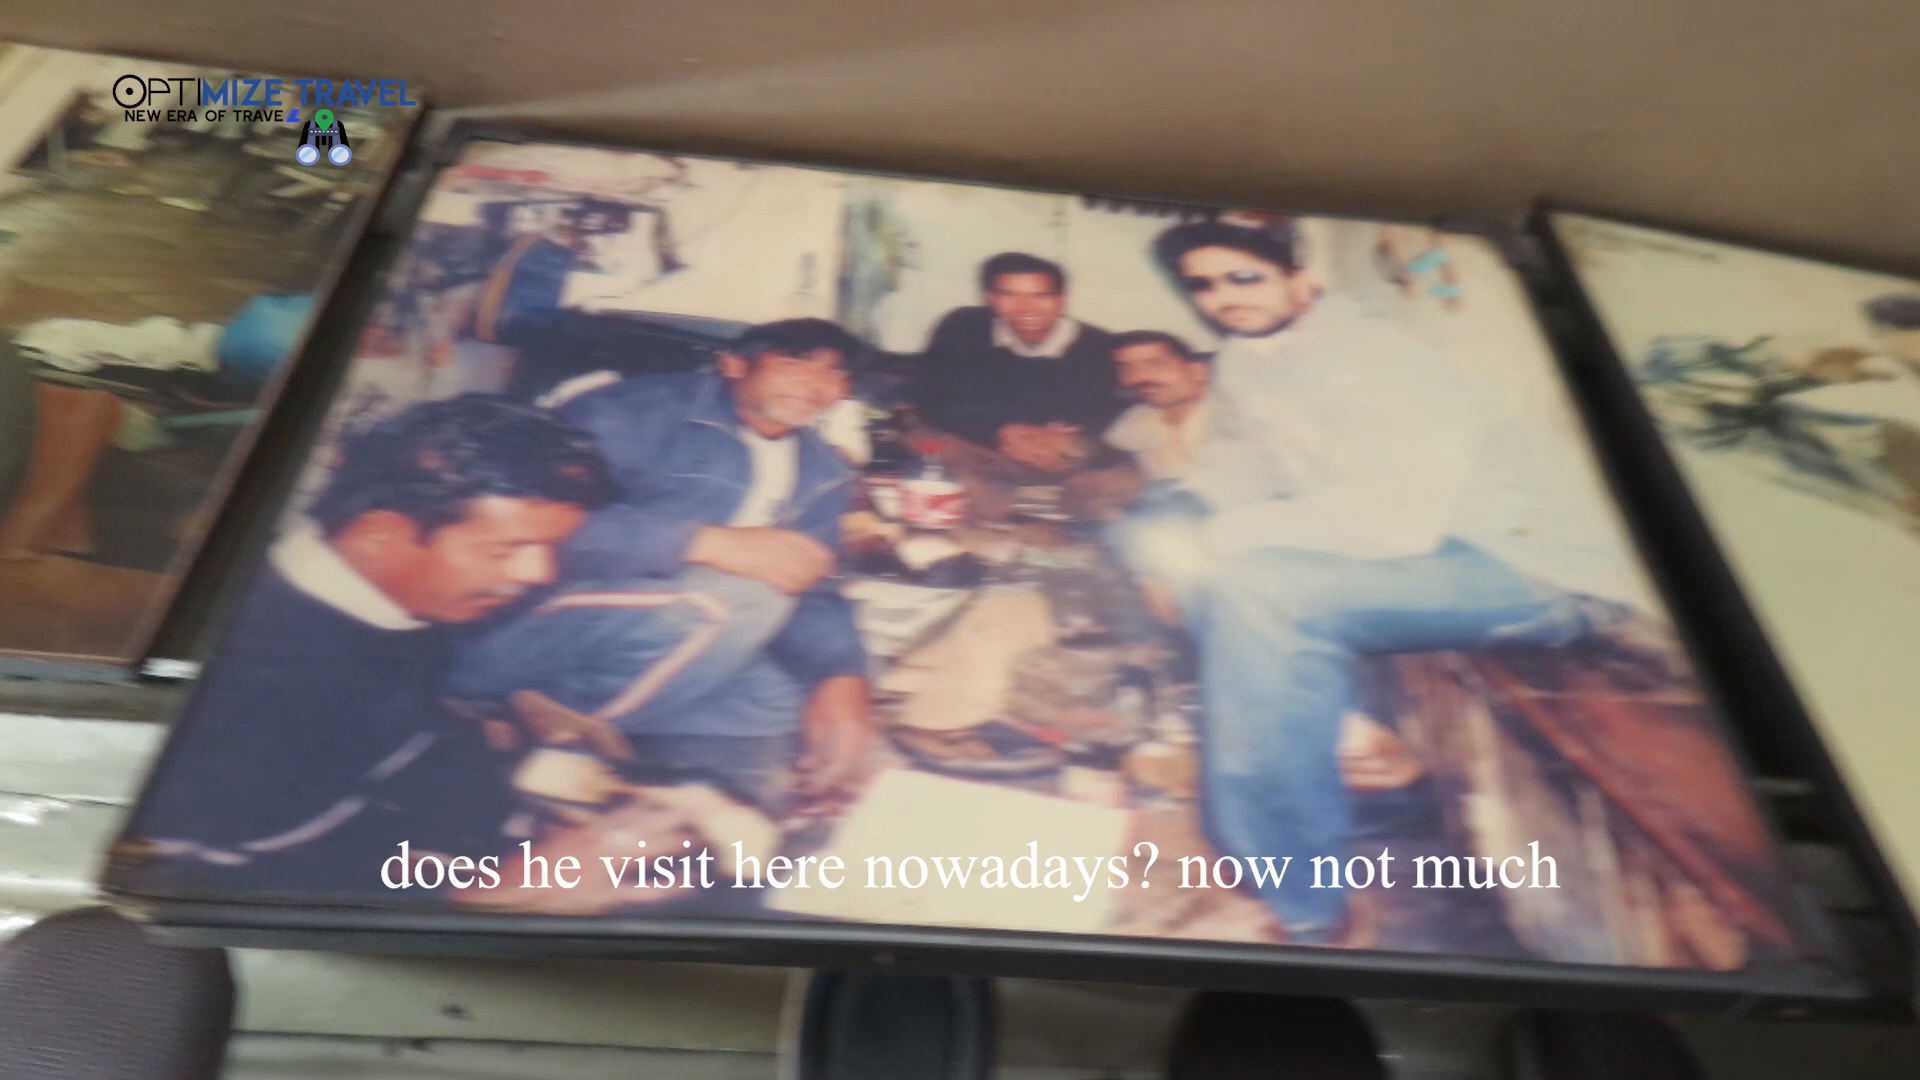 OPTIMIZE TRAVEL
NEW ERA OF TRAVEL
does he visit here nowadays? now not much